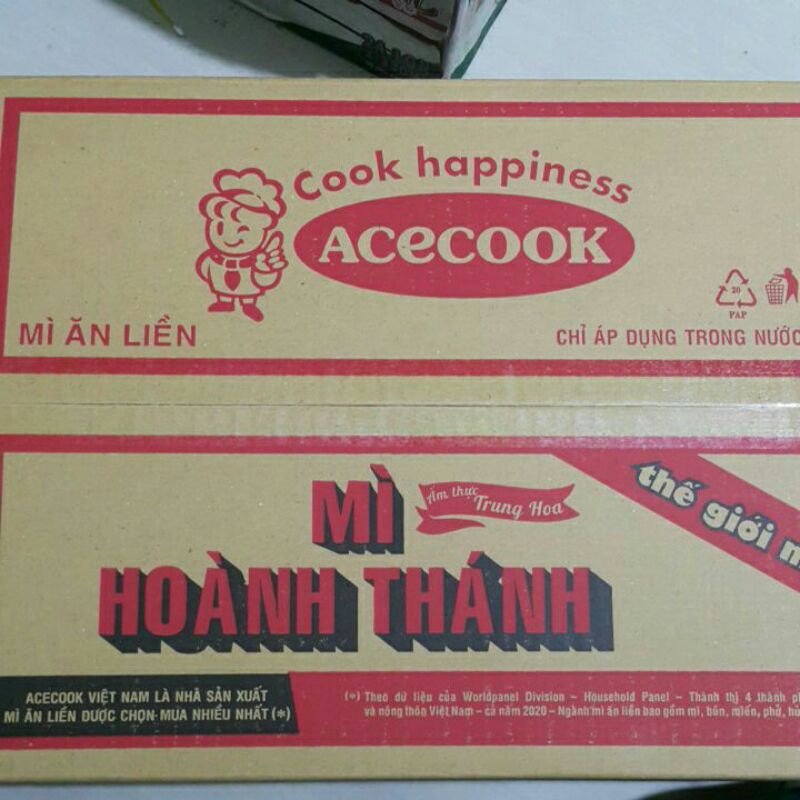 Cook happiness
ACECOOK
20
PAP
MÌ ĂN LIỀN
CHỈ ÁP DỤNG TRONG NƯỚC
thế giới
MÌ
Ẩm thực
Trung Hoa
HOÀNH THÁNH
ACECOOK VIỆT NAM LÀ NHÀ SẢN XUẤT
MÌ ĂN LIỀN ĐƯỢC CHỌN MUA NHIỀU NHẤT (*)
(*) Theo dữ liệu của Worldpanel Division – Household Panel – Thành thị 4 thành
và nông thôn Việt Nam – cả năm 2020 – Ngành mì ăn liền bao gồm mì, bún, miến, phở,